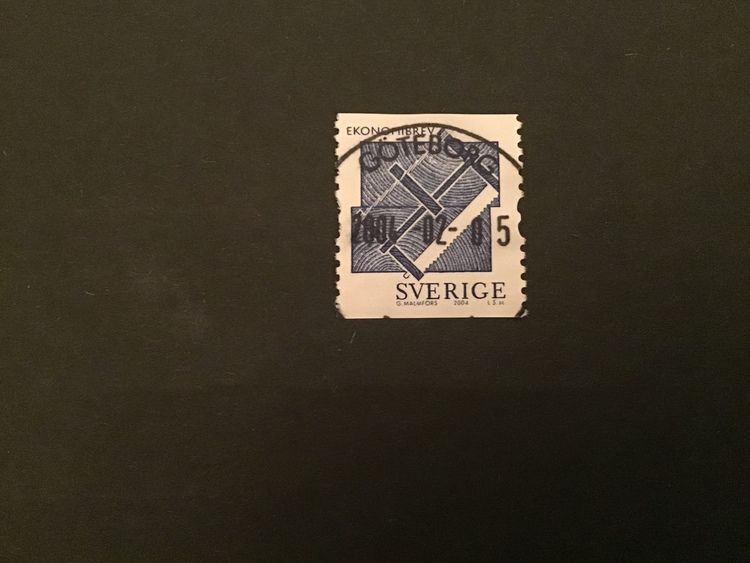 EKONOMIBREV
GÖTEBORG
2004 02-05
SVERIGE
G. MALMFORS 2004 I. S. H.